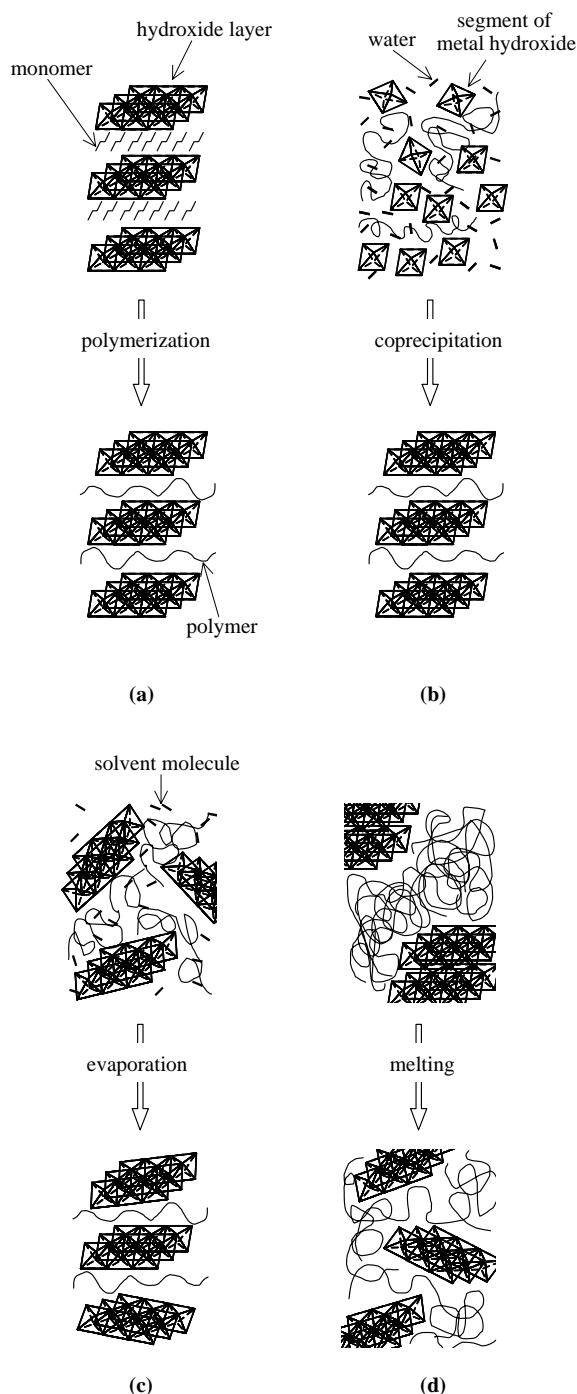 hydroxide layer
monomer
polymerization
polymer
(a)
water
segment of
metal hydroxide
coprecipitation
(b)
solvent molecule
evaporation
(c)
melting
(d)